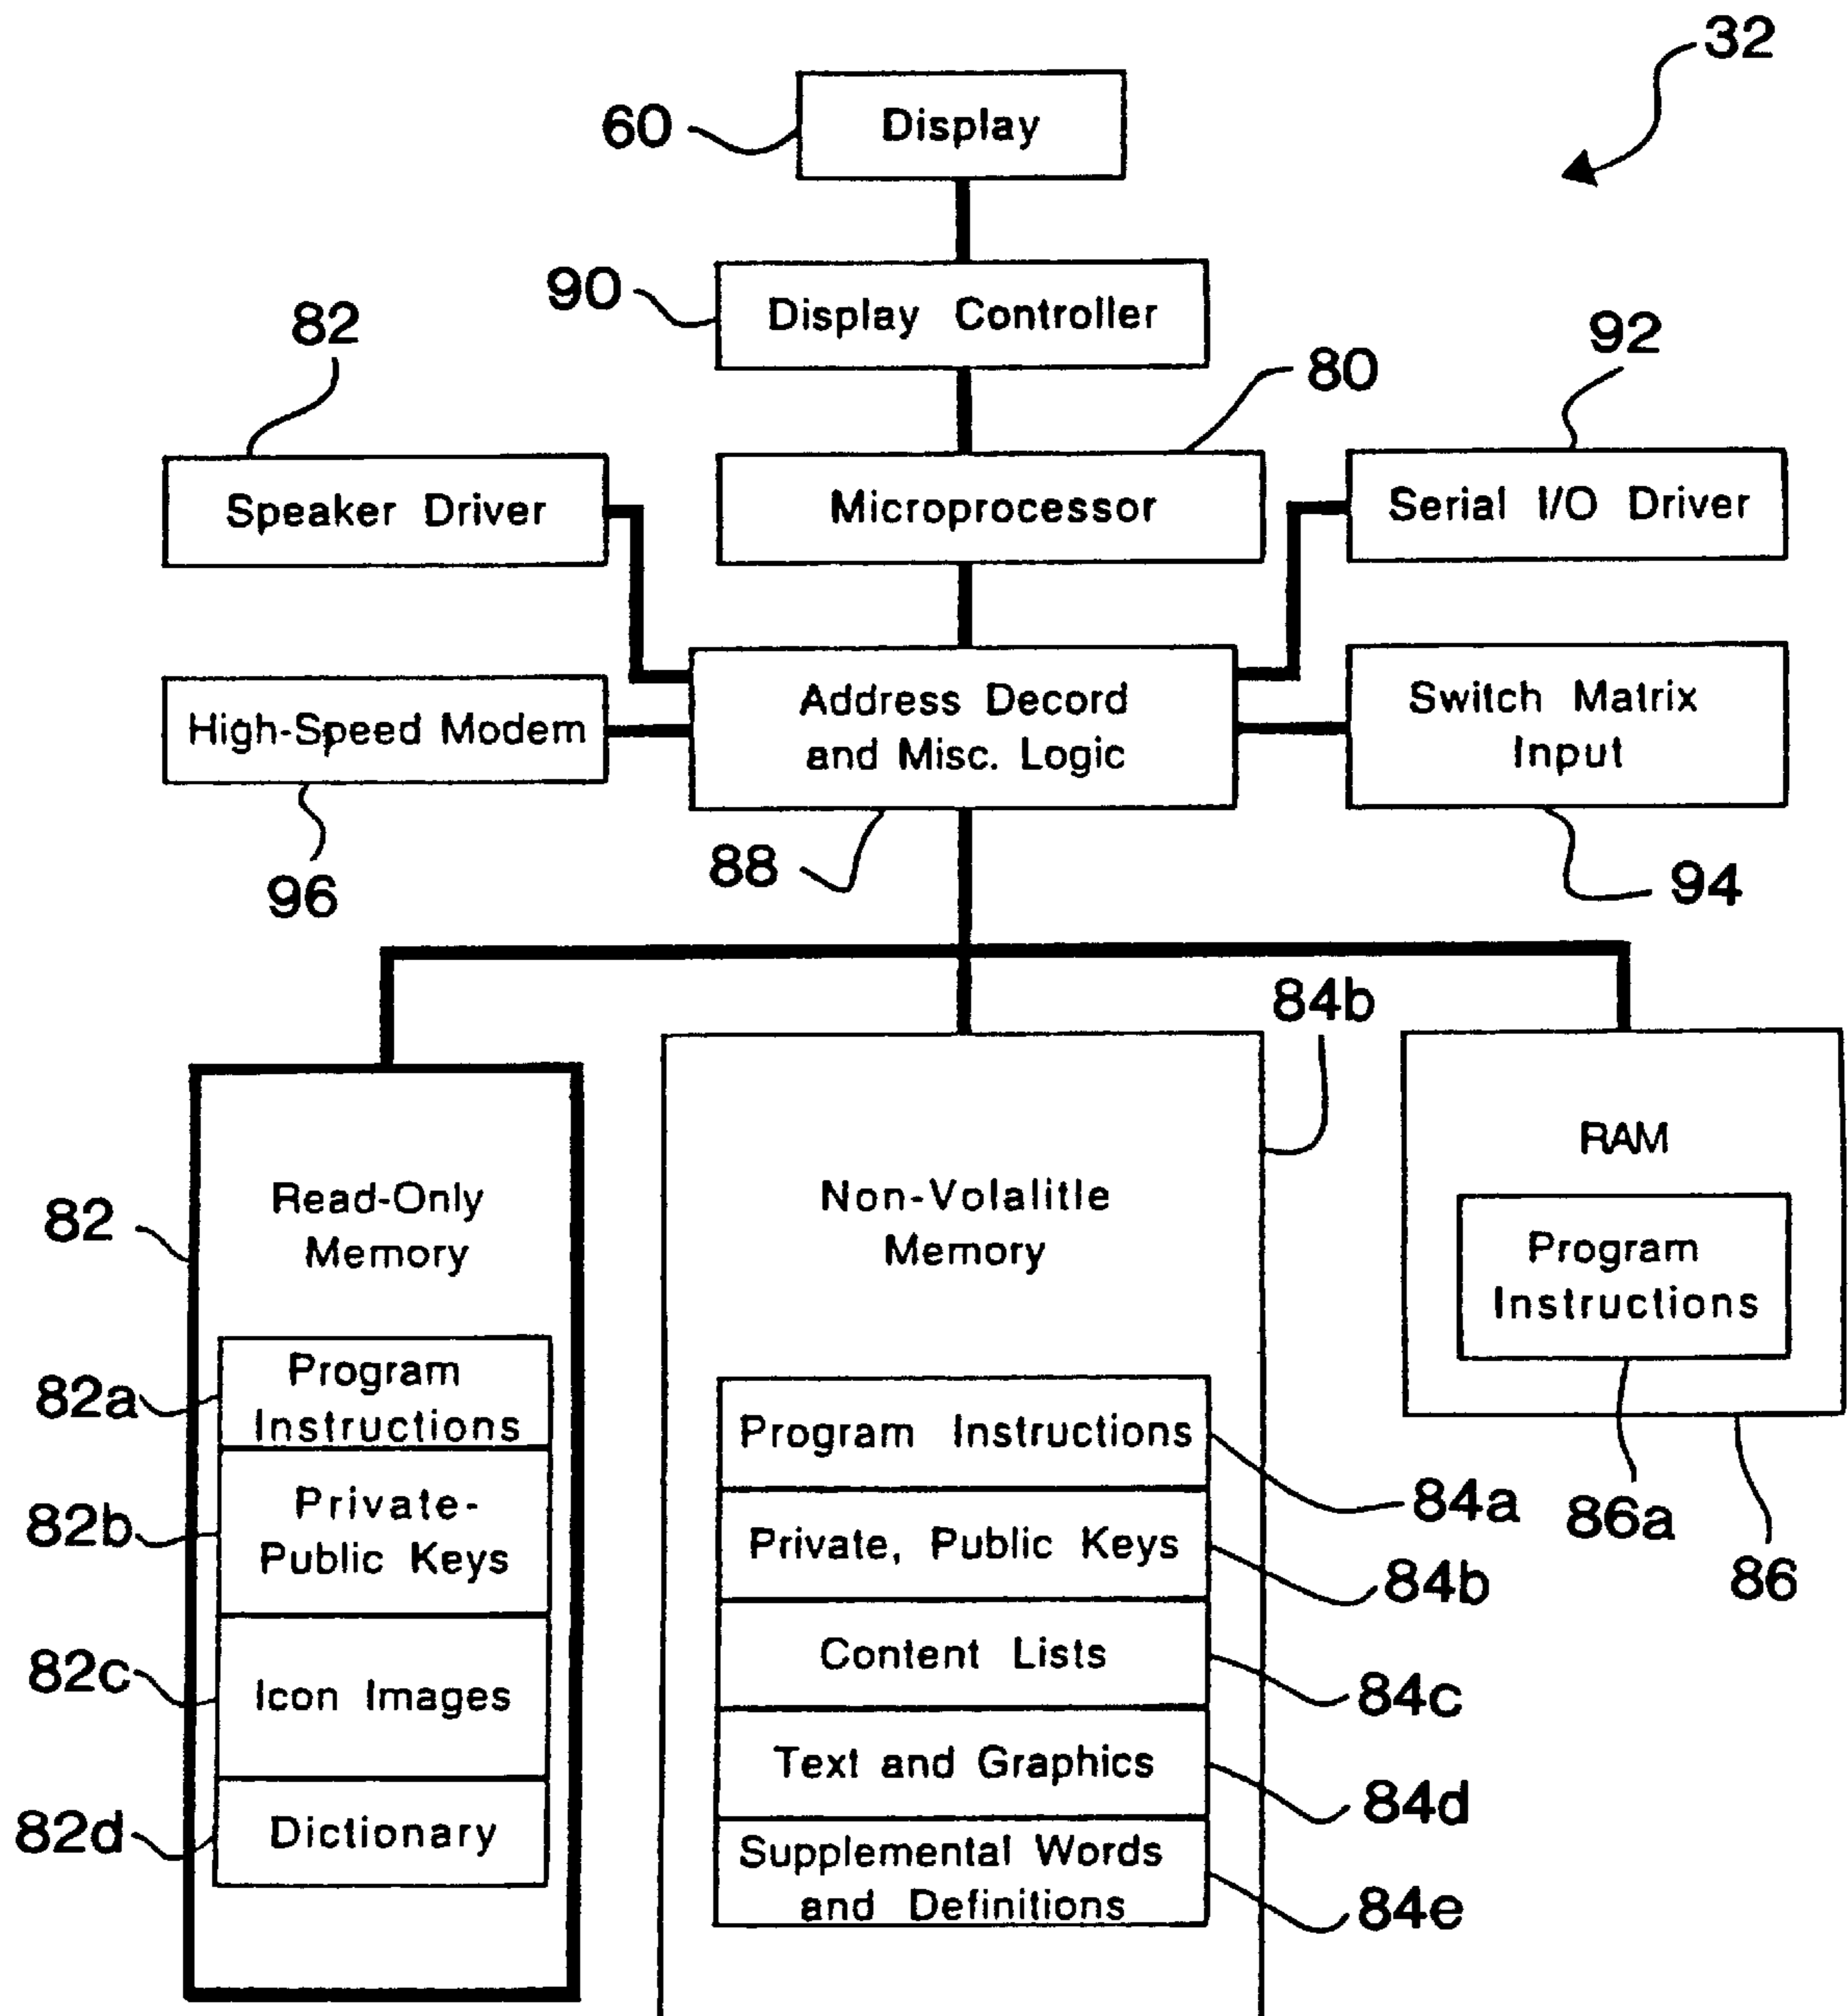 32
60
Display
90
Display Controller
82
80
92
Speaker Driver
Microprocessor
Serial I/O Driver
High-Speed Modem
Address Decord
and Misc. Logic
Switch Matrix
Input
96
88
94
84b
82
Read-Only
Memory
Non-Volalitle
Memory
RAM
Program
Instructions
82a
Program
Instructions
Program Instructions
84a
86a
86
82b
Private-
Public Keys
Private, Public Keys
84b
82c
Icon Images
Content Lists
84c
Text and Graphics
84d
82d
Dictionary
Supplemental Words
and Definitions
84e